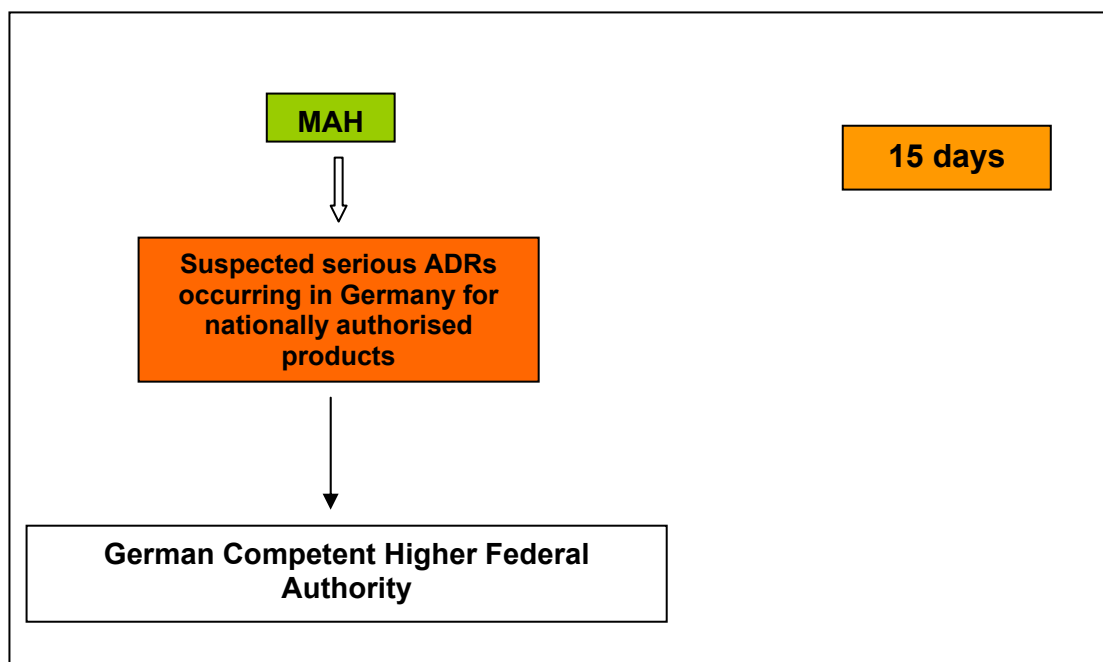 MAH
15 days
Suspected serious ADRs
occurring in Germany for
nationally authorised
products
German Competent Higher Federal
Authority